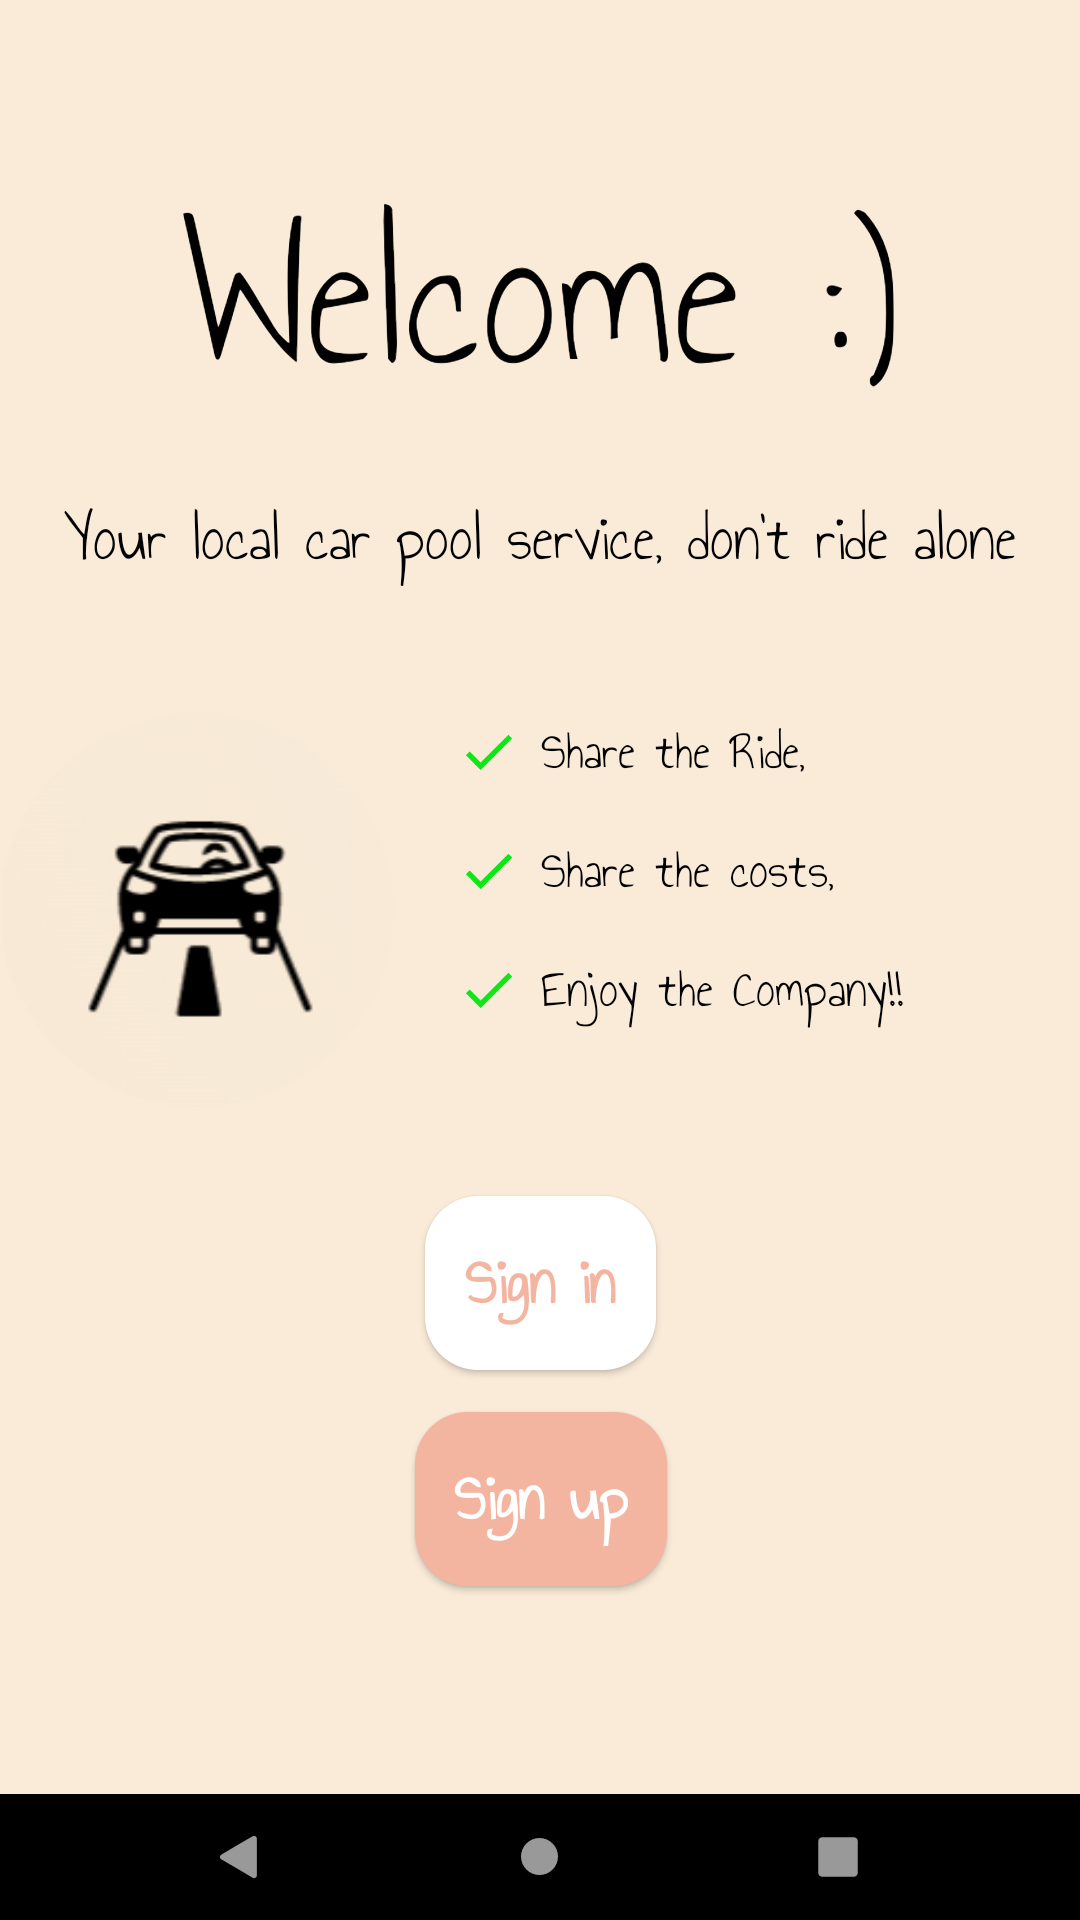 Welcome :)
Your local car pool service, don't ride alone
Share the Ride,
Share the costs,
Enjoy the Company!!
Sign in
Sign up